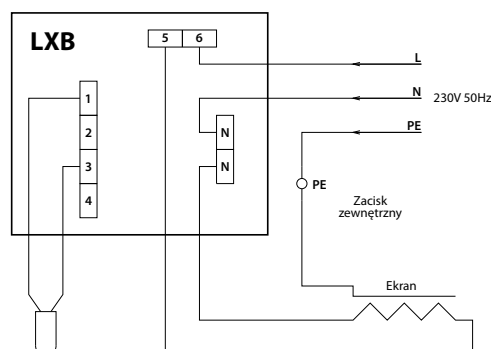 LXB
5 6
L
1
N 230V 50Hz
2
N
PE
3
N
4
PE
Zacisk
zewnętrzny
Ekran